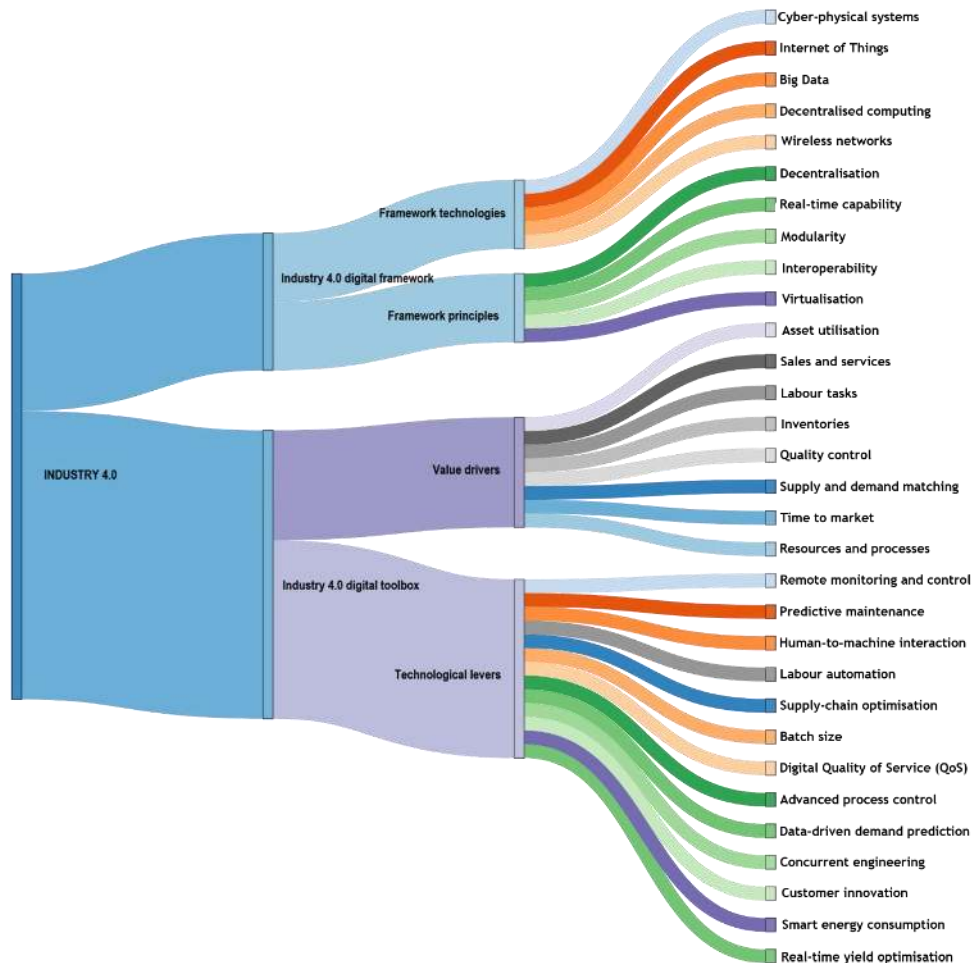 Cyber-physical systems
Internet of Things
Big Data
Decentralised computing
Wireless networks
Decentralisation
Framework technologies
Real-time capability
Modularity
Interoperability
Industry 4.0 digital framework
Virtualisation
Framework principles
Asset utilisation
Sales and services
Labour tasks
Inventories
Quality control
Value drivers
INDUSTRY 4.0
Supply and demand matching
Time to market
Resources and processes
Remote monitoring and control
Industry 4.0 digital toolbox
Predictive maintenance
Human-to-machine interaction
Labour automation
Technological levers
Supply-chain optimisation
Batch size
Digital Quality of Service (QoS)
Advanced process control
Data-driven demand prediction
Concurrent engineering
Customer innovation
Smart energy consumption
Real-time yield optimisation